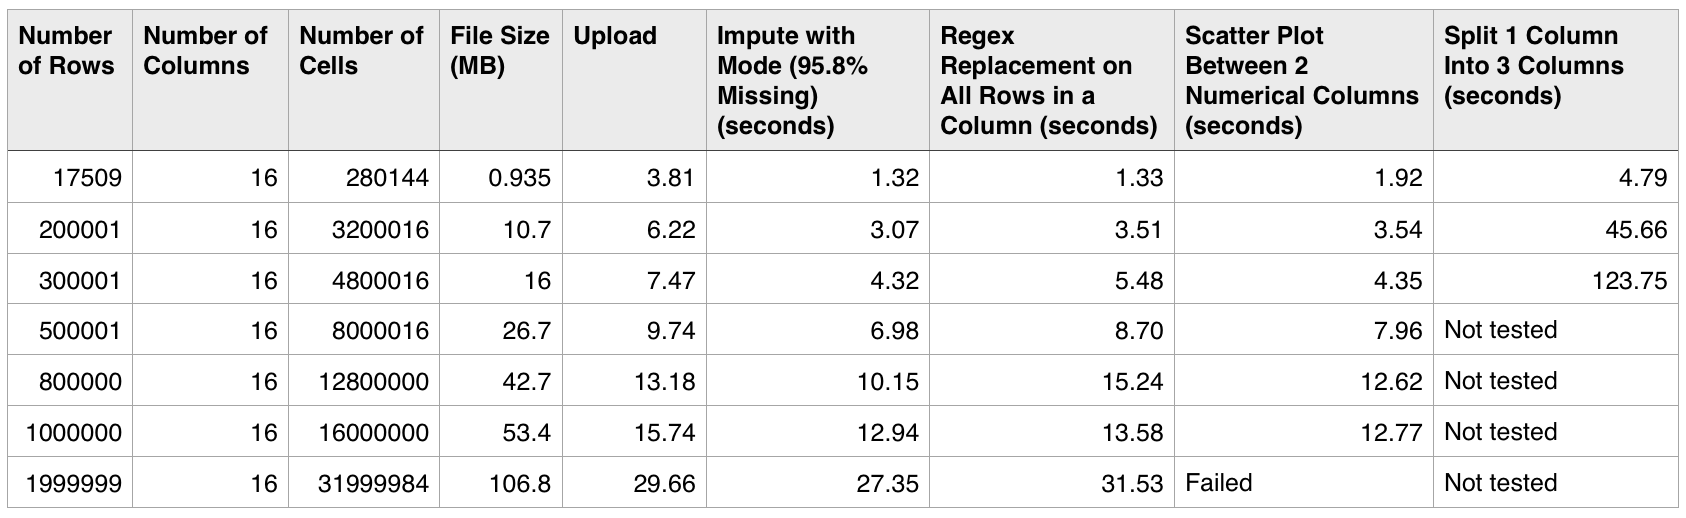 Number of Rows Number of Columns Number of Cells File Size (MB) Upload Impute with Mode (95.8% Missing) (seconds) Regex Replacement on All Rows in a Column (seconds) Scatter Plot Between 2 Numerical Columns (seconds) Split 1 Column Into 3 Columns (seconds)
17509 16 280144 0.935 3.81 1.32 1.33 1.92 4.79
200001 16 3200016 10.7 6.22 3.07 3.51 3.54 45.66
300001 16 4800016 16 7.47 4.32 5.48 4.35 123.75
500001 16 8000016 26.7 9.74 6.98 8.70 7.96 Not tested
800000 16 12800000 42.7 13.18 10.15 15.24 12.62 Not tested
1000000 16 16000000 53.4 15.74 12.94 13.58 12.77 Not tested
1999999 16 31999984 106.8 29.66 27.35 31.53 Failed Not tested